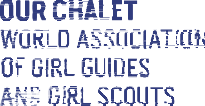 OUR CHALET
WORLD ASSOCIATION
OF GIRL GUIDES
AND GIRL SCOUTS